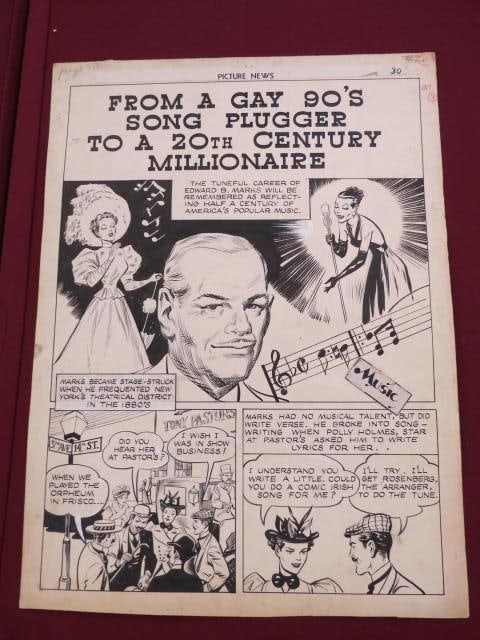 page 30
PICTURE NEWS
30
FROM A GAY 90'S
SONG PLUGGER
TO A 20TH CENTURY
MILLIONAIRE
THE TUNEFUL CAREER OF
EDWARD B. MARKS WILL BE
REMEMBERED AS REFLECT-
ING HALF A CENTURY OF
AMERICA'S POPULAR MUSIC.
MUSIC
MARKS BECAME STAGE-STRUCK
WHEN HE FREQUENTED NEW
YORK'S THEATRICAL DISTRICT
IN THE 1880'S
TONY PASTORS
14TH ST.
DID YOU
HEAR HER
AT PASTOR'S?
I WISH I
WAS IN SHOW
BUSINESS!
WHEN WE
PLAYED THE
ORPHEUM
IN FRISCO...
MARKS HAD NO MUSICAL TALENT, BUT DID
WRITE VERSE. HE BROKE INTO SONG-
WRITING WHEN POLLY HOLMES, STAR
AT PASTOR'S ASKED HIM TO WRITE
LYRICS FOR HER...
I UNDERSTAND YOU
WRITE A LITTLE. COULD
YOU DO A COMIC IRISH
SONG FOR ME?
I'LL TRY. I'LL
GET ROSENBERG,
THE ARRANGER,
TO DO THE TUNE.